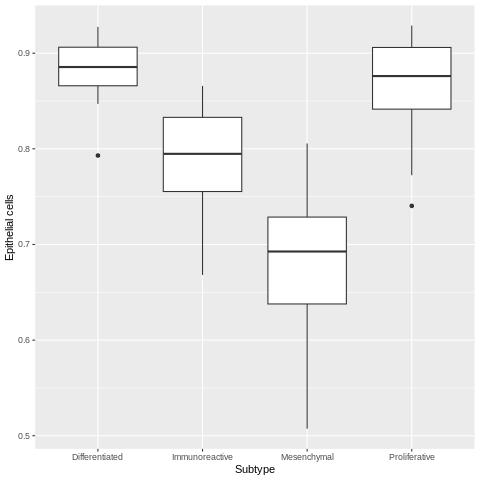 0.9
0.8
0.7
0.6
0.5
Epithelial cells
Differentiated Immunoreactive Mesenchymal Proliferative
Subtype